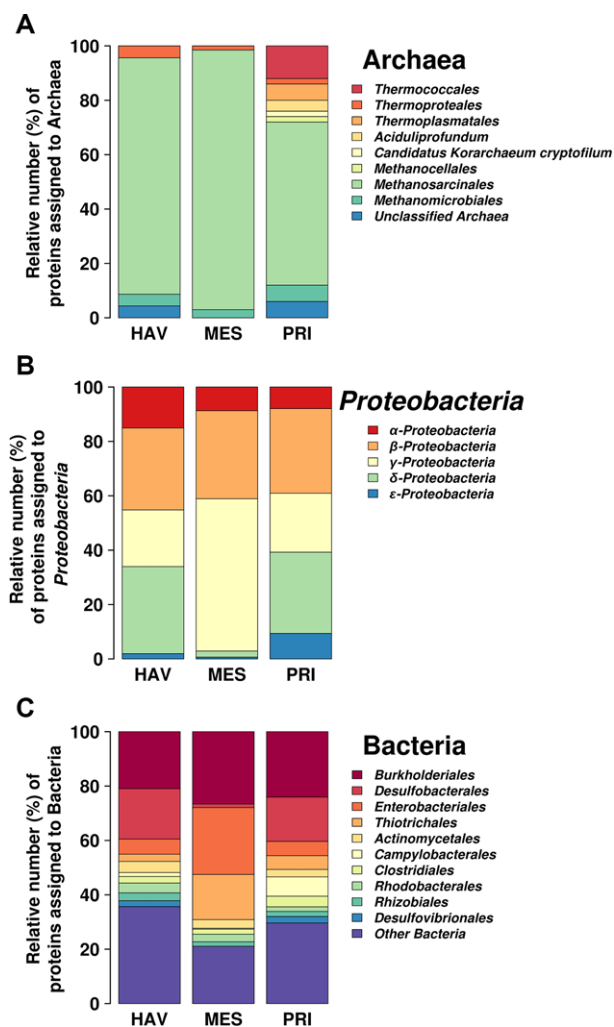 A
Relative number (%) of
proteins assigned to Archaea
100
80
60
40
20
0
HAV MES PRI
Archaea
Thermococcales
Thermoproteales
Thermoplasmatales
Aciduliprofundum
Candidatus Korarchaeum cryptofilum
Methanocellales
Methanosarcinales
Methanomicrobiales
Unclassified Archaea
B
Relative number (%)
of proteins assigned to
Proteobacteria
100
80
60
40
20
0
HAV MES PRI
Proteobacteria
α-Proteobacteria
β-Proteobacteria
γ-Proteobacteria
δ-Proteobacteria
ε-Proteobacteria
C
Relative number (%) of
proteins assigned to Bacteria
100
80
60
40
20
0
HAV MES PRI
Bacteria
Burkholderiales
Desulfobacterales
Enterobacteriales
Thiotrichales
Actinomycetales
Campylobacterales
Clostridiales
Rhodobacterales
Rhizobiales
Desulfovibrionales
Other Bacteria